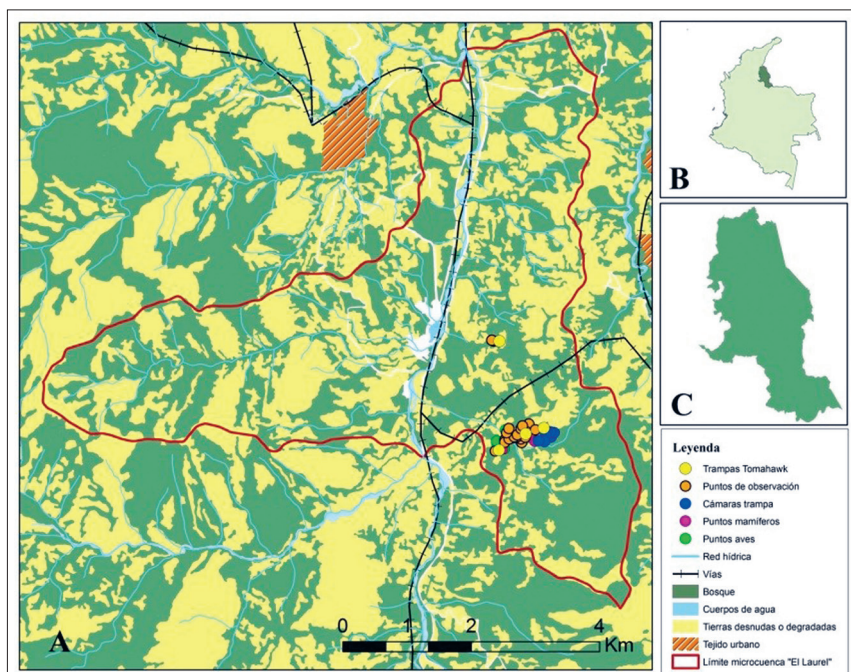 A
0 2 4
Km
B
C
Leyenda
Trampas Tomahawk
Puntos de observación
Cámaras trampa
Puntos mamíferos
Puntos aves
Red hídrica
Vías
Bosque
Cuerpos de agua
Tierras desnudas o degradadas
Tejido urbano
Límite microcuenca "El Laurel"